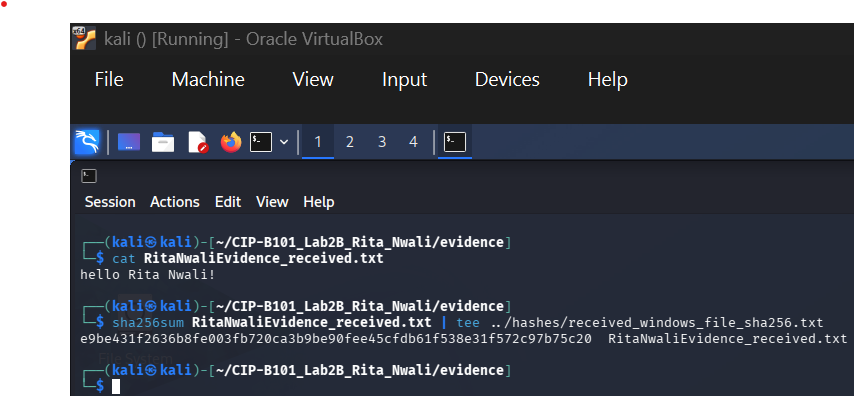 kali () [Running] - Oracle VirtualBox
File Machine View Input Devices Help
1 2 3 4
Session Actions Edit View Help
┌──(kali㉿kali)-[~/CIP-B101_Lab2B_Rita_Nwali/evidence]
└─$ cat RitaNwaliEvidence_received.txt
hello Rita Nwali!
┌──(kali㉿kali)-[~/CIP-B101_Lab2B_Rita_Nwali/evidence]
└─$ sha256sum RitaNwaliEvidence_received.txt | tee ../hashes/received_windows_file_sha256.txt
e9be431f2636b8fe003fb720ca3b9be90fee45cfdb61f538e31f572c97b75c20  RitaNwaliEvidence_received.txt
File System
┌──(kali㉿kali)-[~/CIP-B101_Lab2B_Rita_Nwali/evidence]
└─$